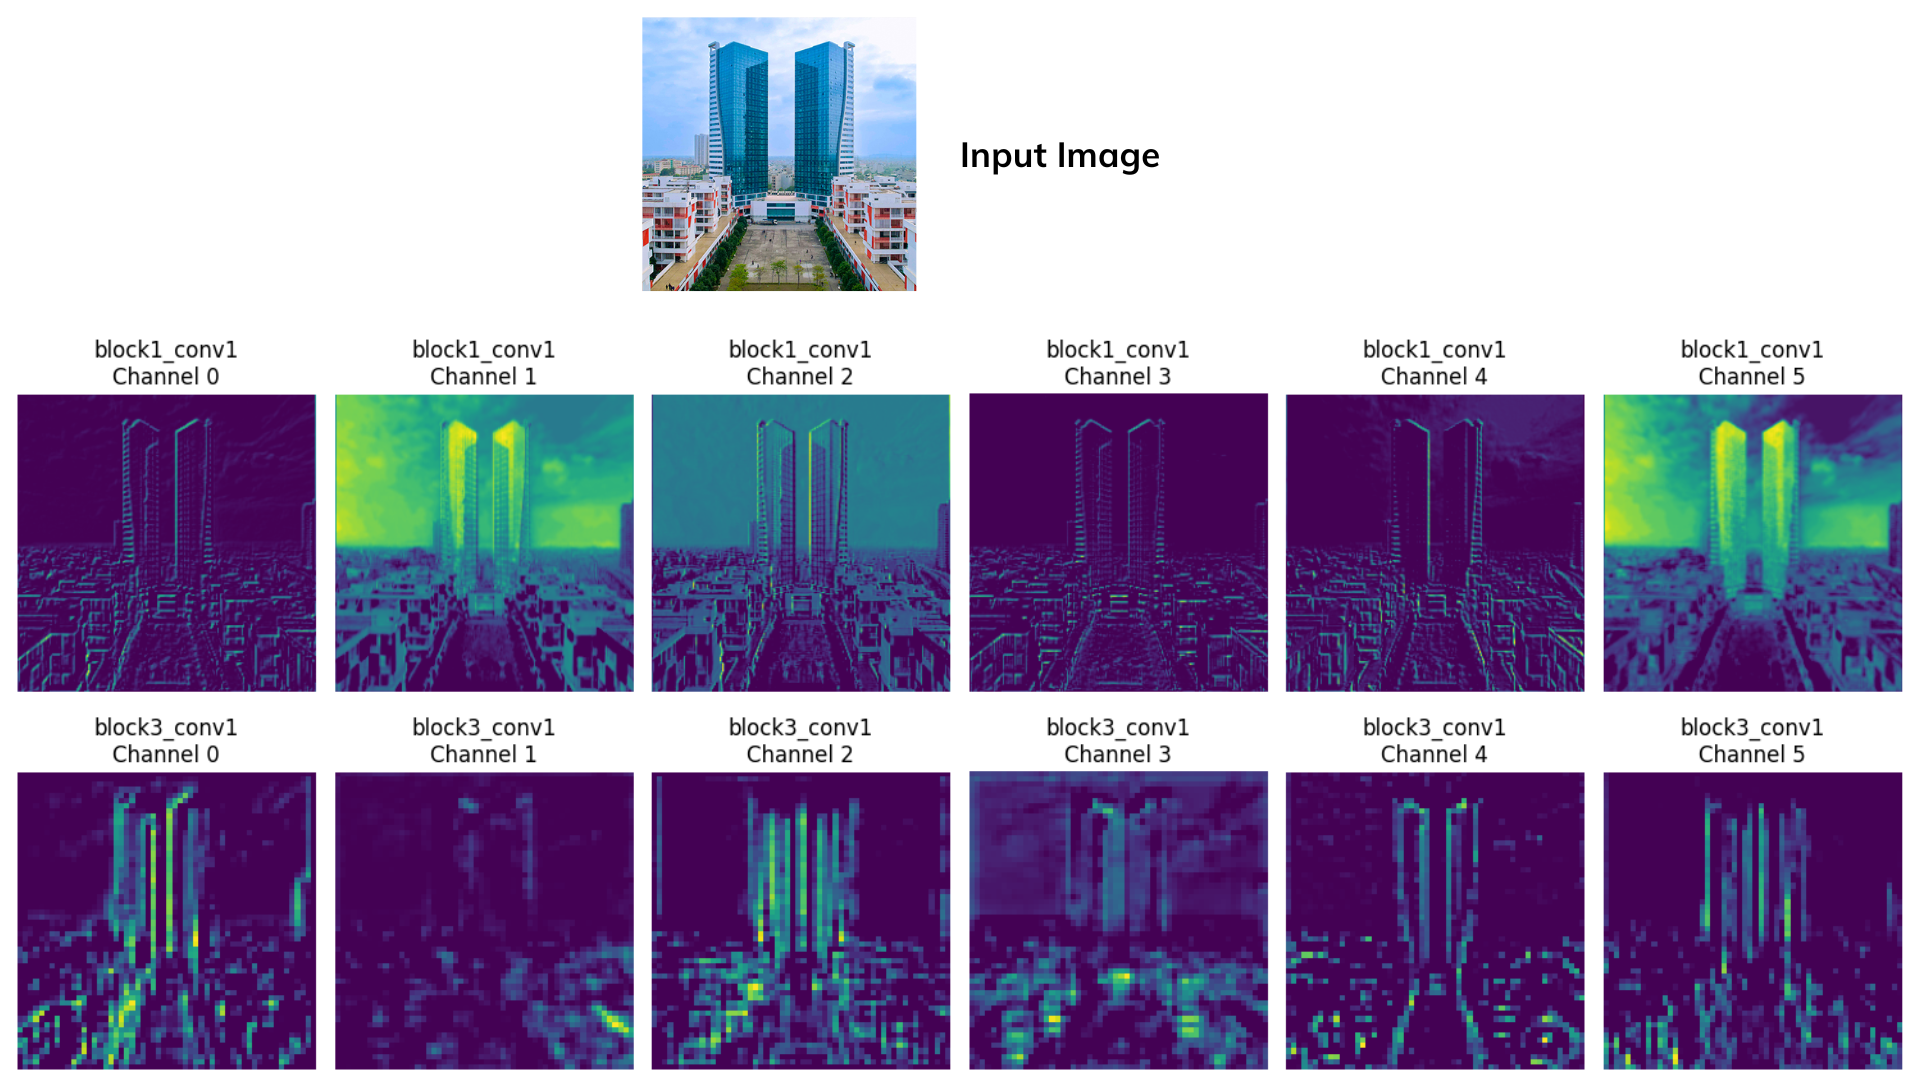 Input Image
block1_conv1
Channel 0
block1_conv1
Channel 1
block1_conv1
Channel 2
block1_conv1
Channel 3
block1_conv1
Channel 4
block1_conv1
Channel 5
block3_conv1
Channel 0
block3_conv1
Channel 1
block3_conv1
Channel 2
block3_conv1
Channel 3
block3_conv1
Channel 4
block3_conv1
Channel 5